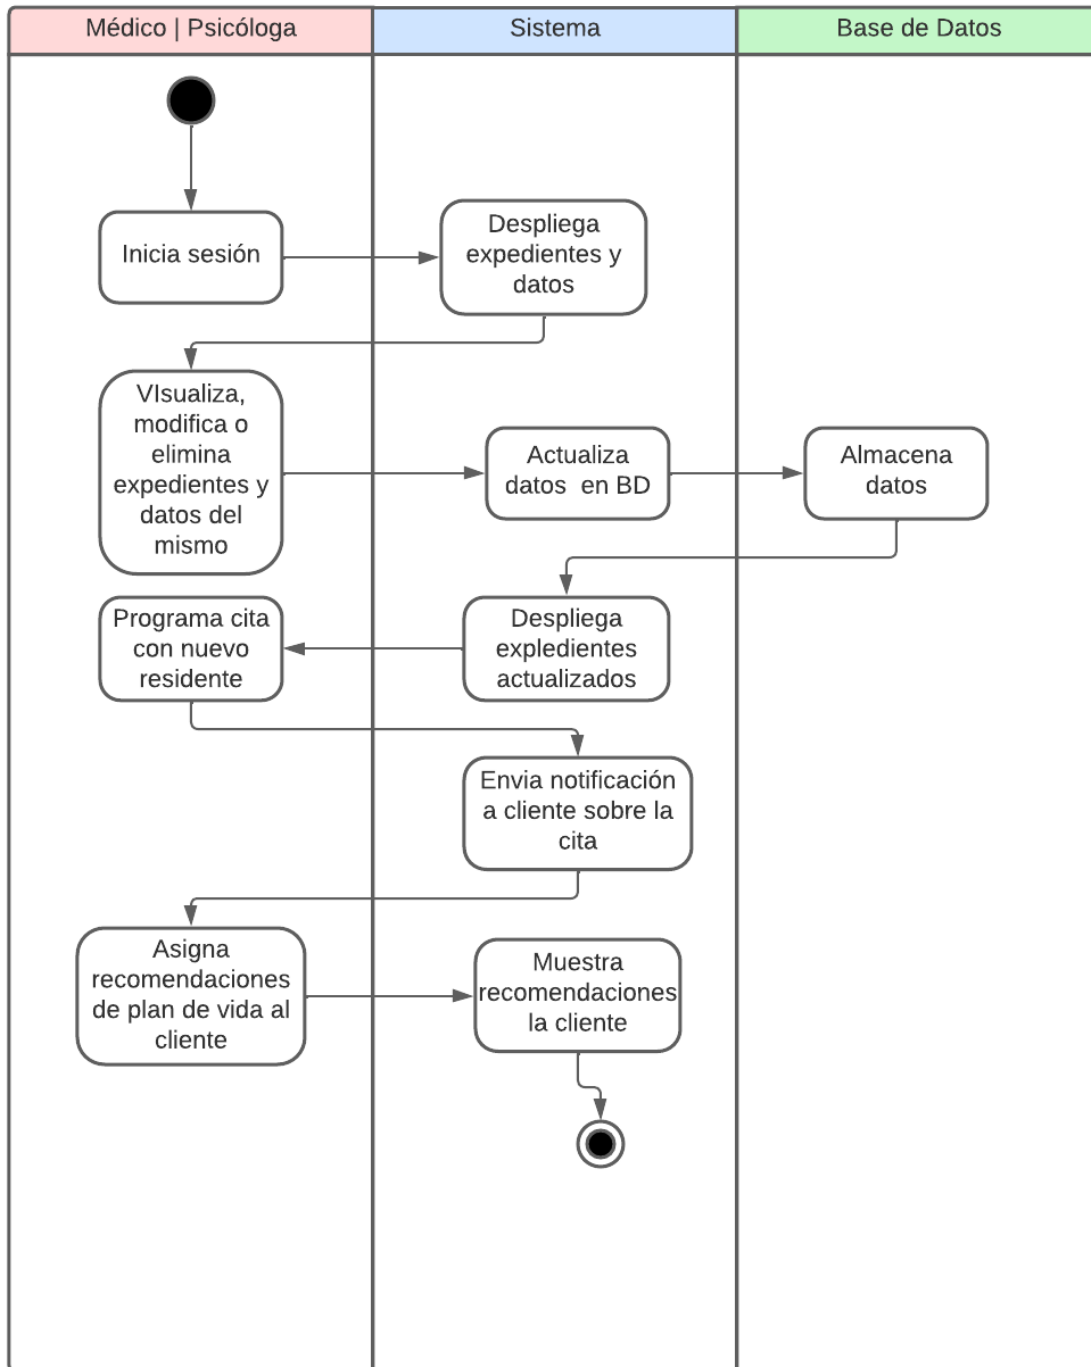 Médico | Psicóloga
Sistema
Base de Datos
Inicia sesión
Despliega
expedientes y
datos
VIsualiza,
modifica o
elimina
expedientes y
datos del
mismo
Actualiza
datos  en BD
Almacena
datos
Despliega
expledientes
actualizados
Programa cita
con nuevo
residente
Envia notificación
a cliente sobre la
cita
Asigna
recomendaciones
de plan de vida al
cliente
Muestra
recomendaciones
la cliente